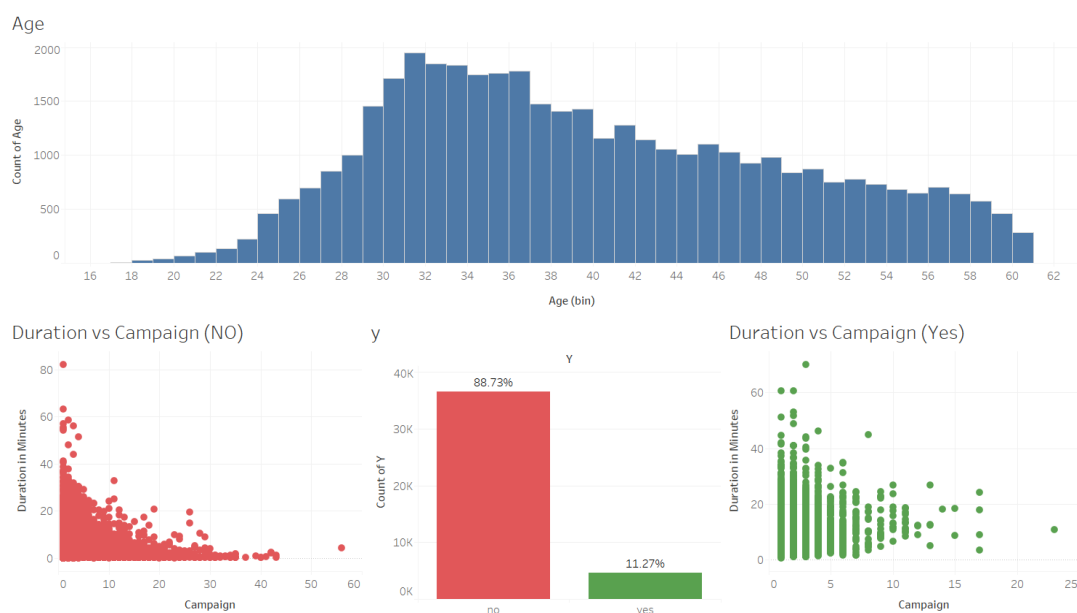 Age
2000
1500
1000
500
0
Count of Age
16 18 20 22 24 26 28 30 32 34 36 38 40 42 44 46 48 50 52 54 56 58 60 62
Age (bin)
Duration vs Campaign (NO)
80
60
40
20
0
Duration in Minutes
0 10 20 30 40 50 60
Campaign
y
Y
40K
30K
20K
10K
0K
Count of Y
88.73%
11.27%
no yes
Duration vs Campaign (Yes)
60
40
20
0
Duration in Minutes
0 5 10 15 20 25
Campaign